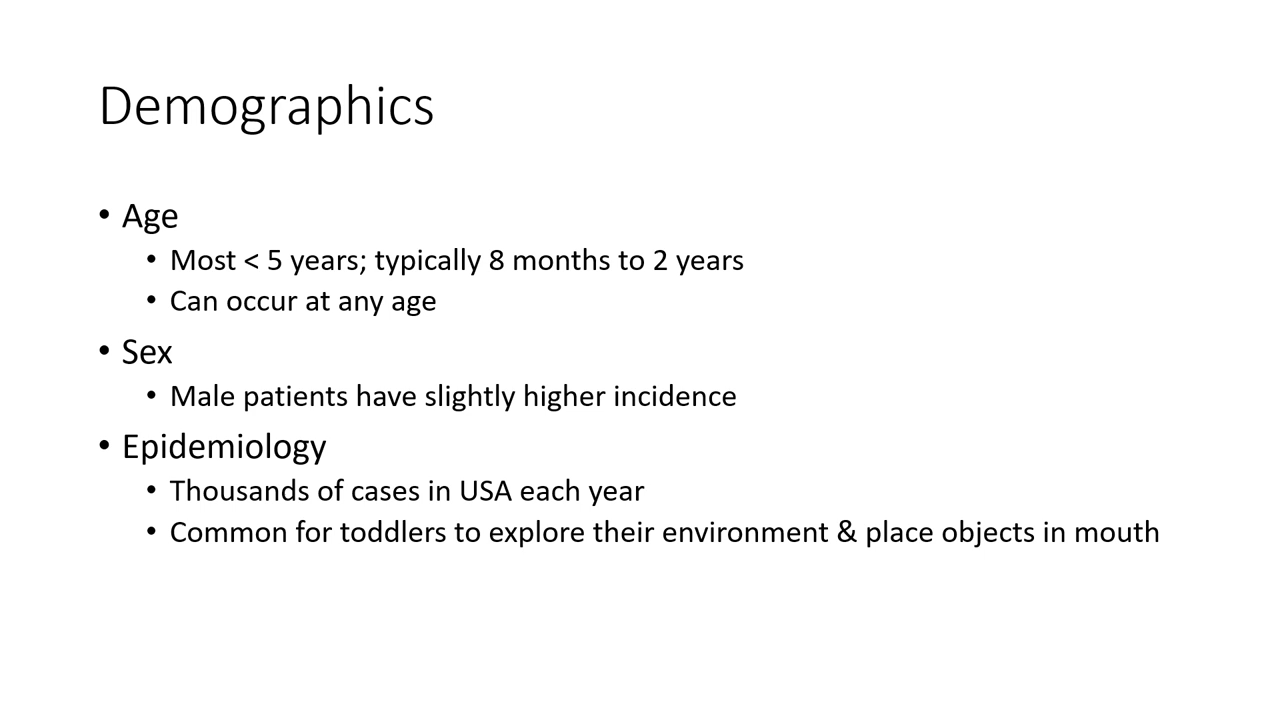 Demographics
• Age
• Most < 5 years; typically 8 months to 2 years
• Can occur at any age
• Sex
• Male patients have slightly higher incidence
• Epidemiology
• Thousands of cases in USA each year
• Common for toddlers to explore their environment & place objects in mouth